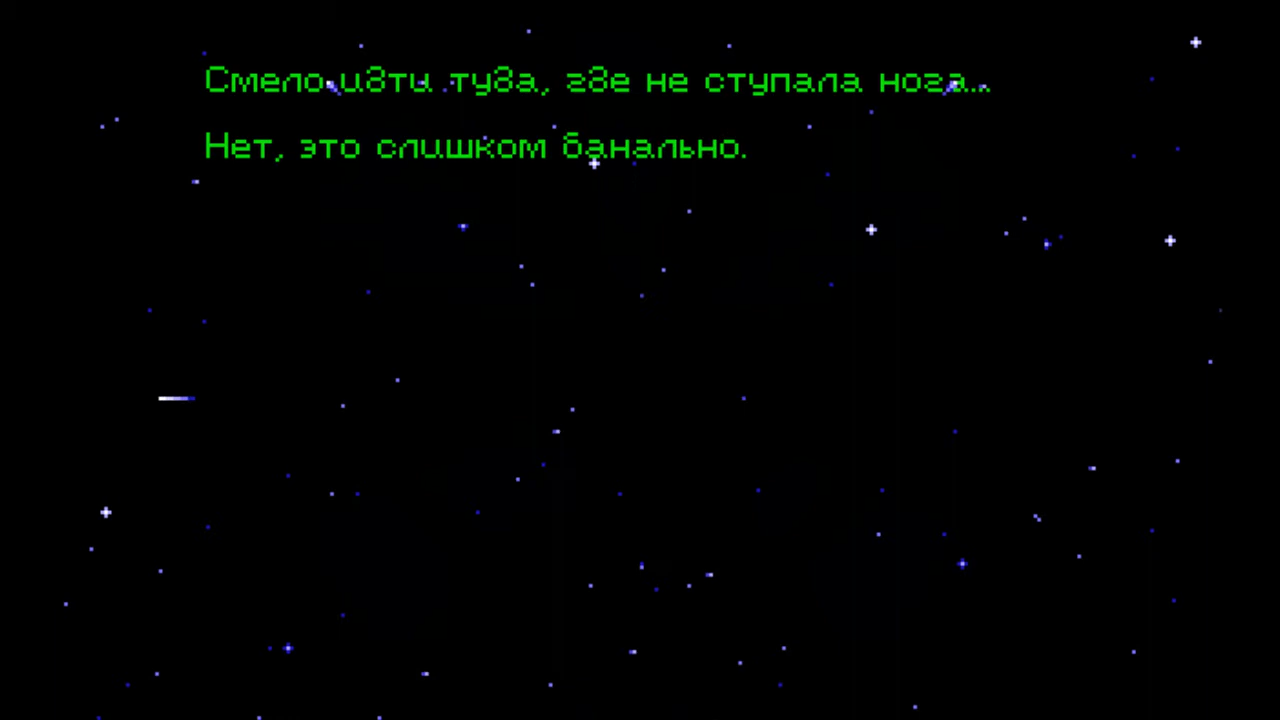 Смело идти туда, где не ступала нога...
Нет, это слишком банально.